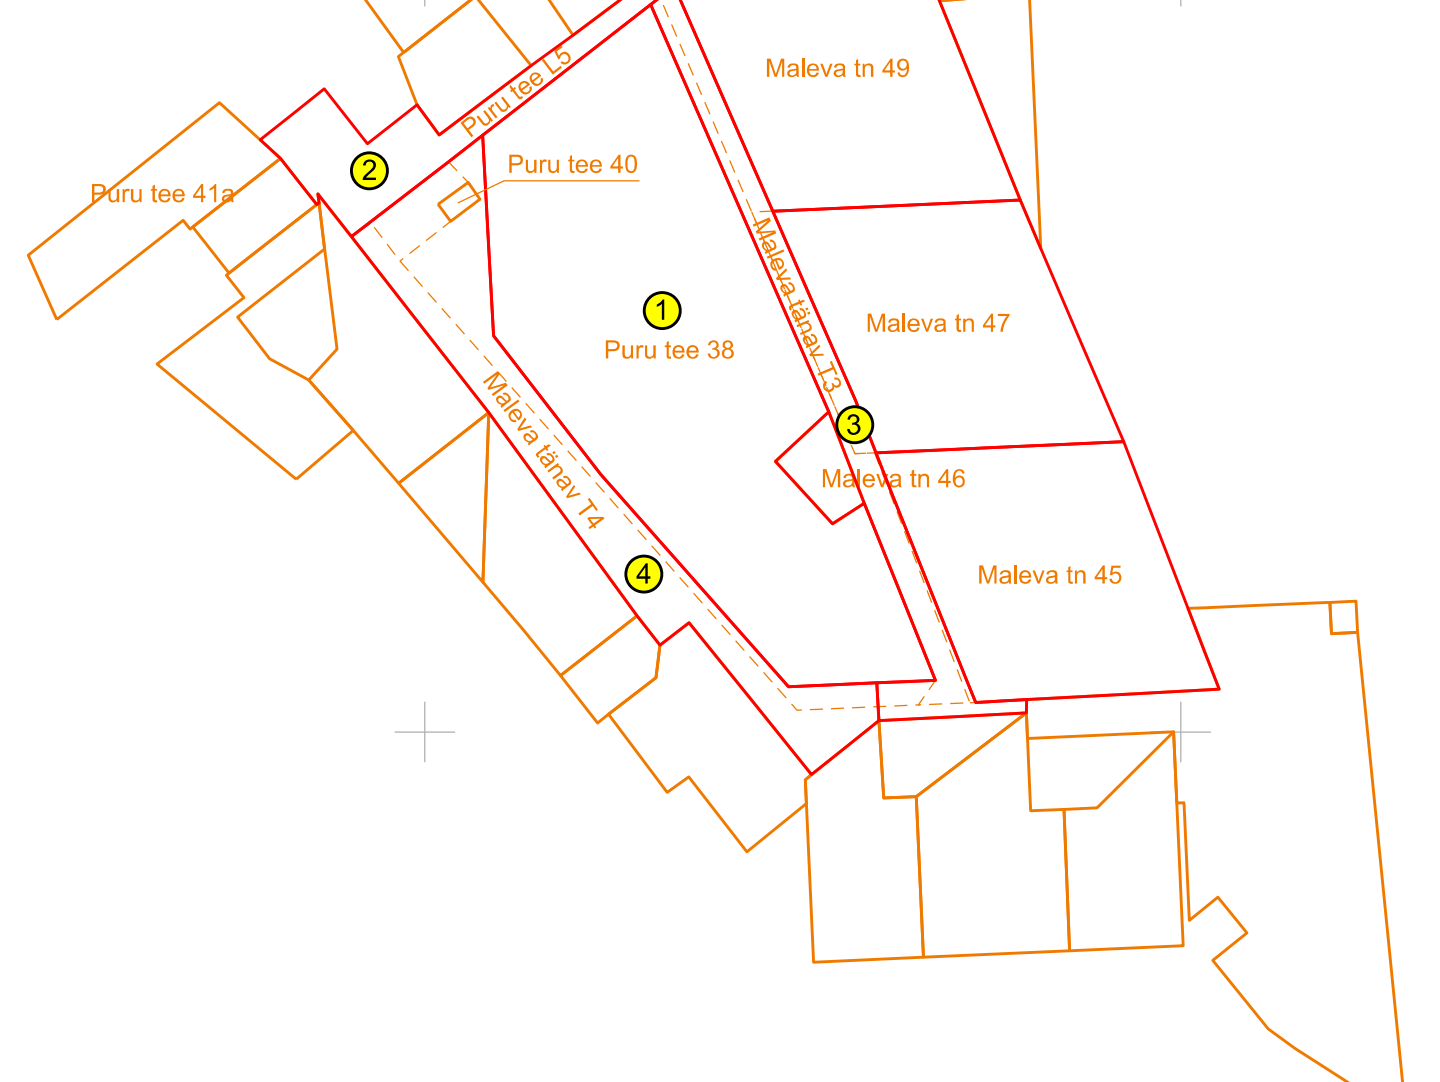 Maleva tn 49
Puru tee L5
2
Puru tee 40
Puru tee 41a
Maleva tänav T3
1
Maleva tn 47
Puru tee 38
Maleva tänav T4
3
Maleva tn 46
4
Maleva tn 45